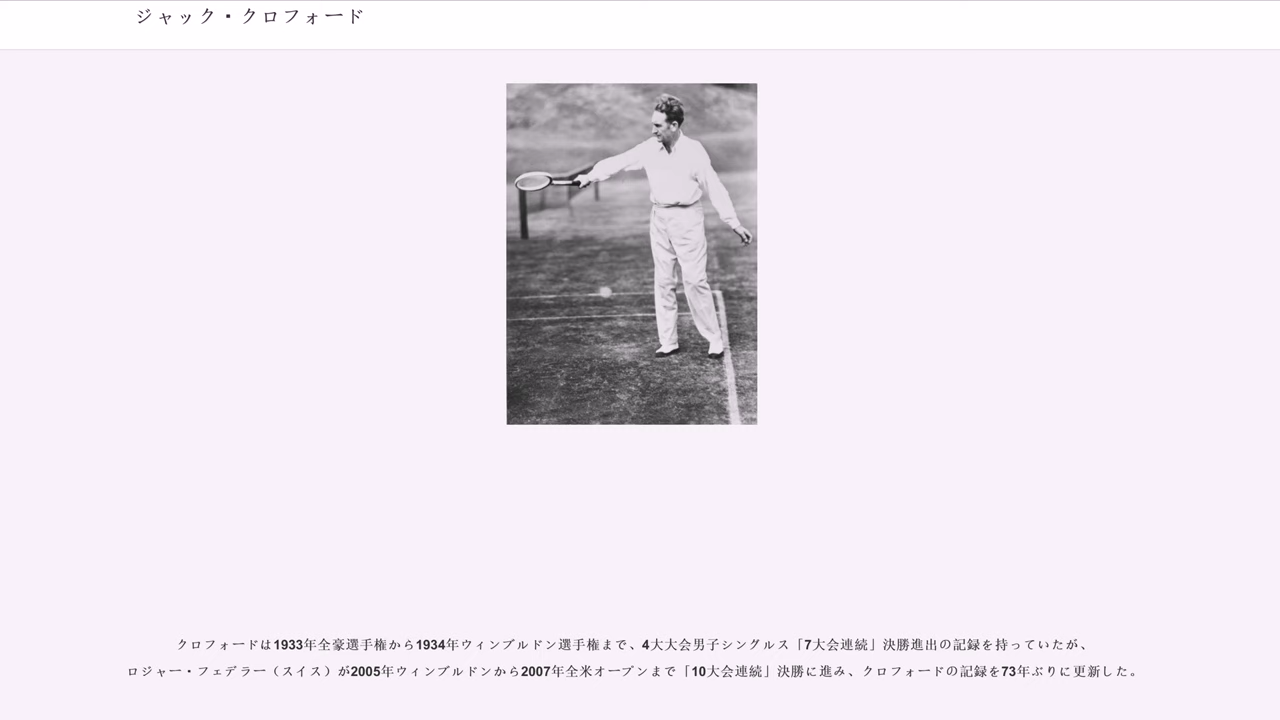 ジャック・クロフォード
クロフォードは1933年全豪選手権から1934年ウィンブルドン選手権まで、4大大会男子シングルス「7大会連続」決勝進出の記録を持っていたが、
ロジャー・フェデラー（スイス）が2005年ウィンブルドンから2007年全米オープンまで「10大会連続」決勝に進み、クロフォードの記録を73年ぶりに更新した。